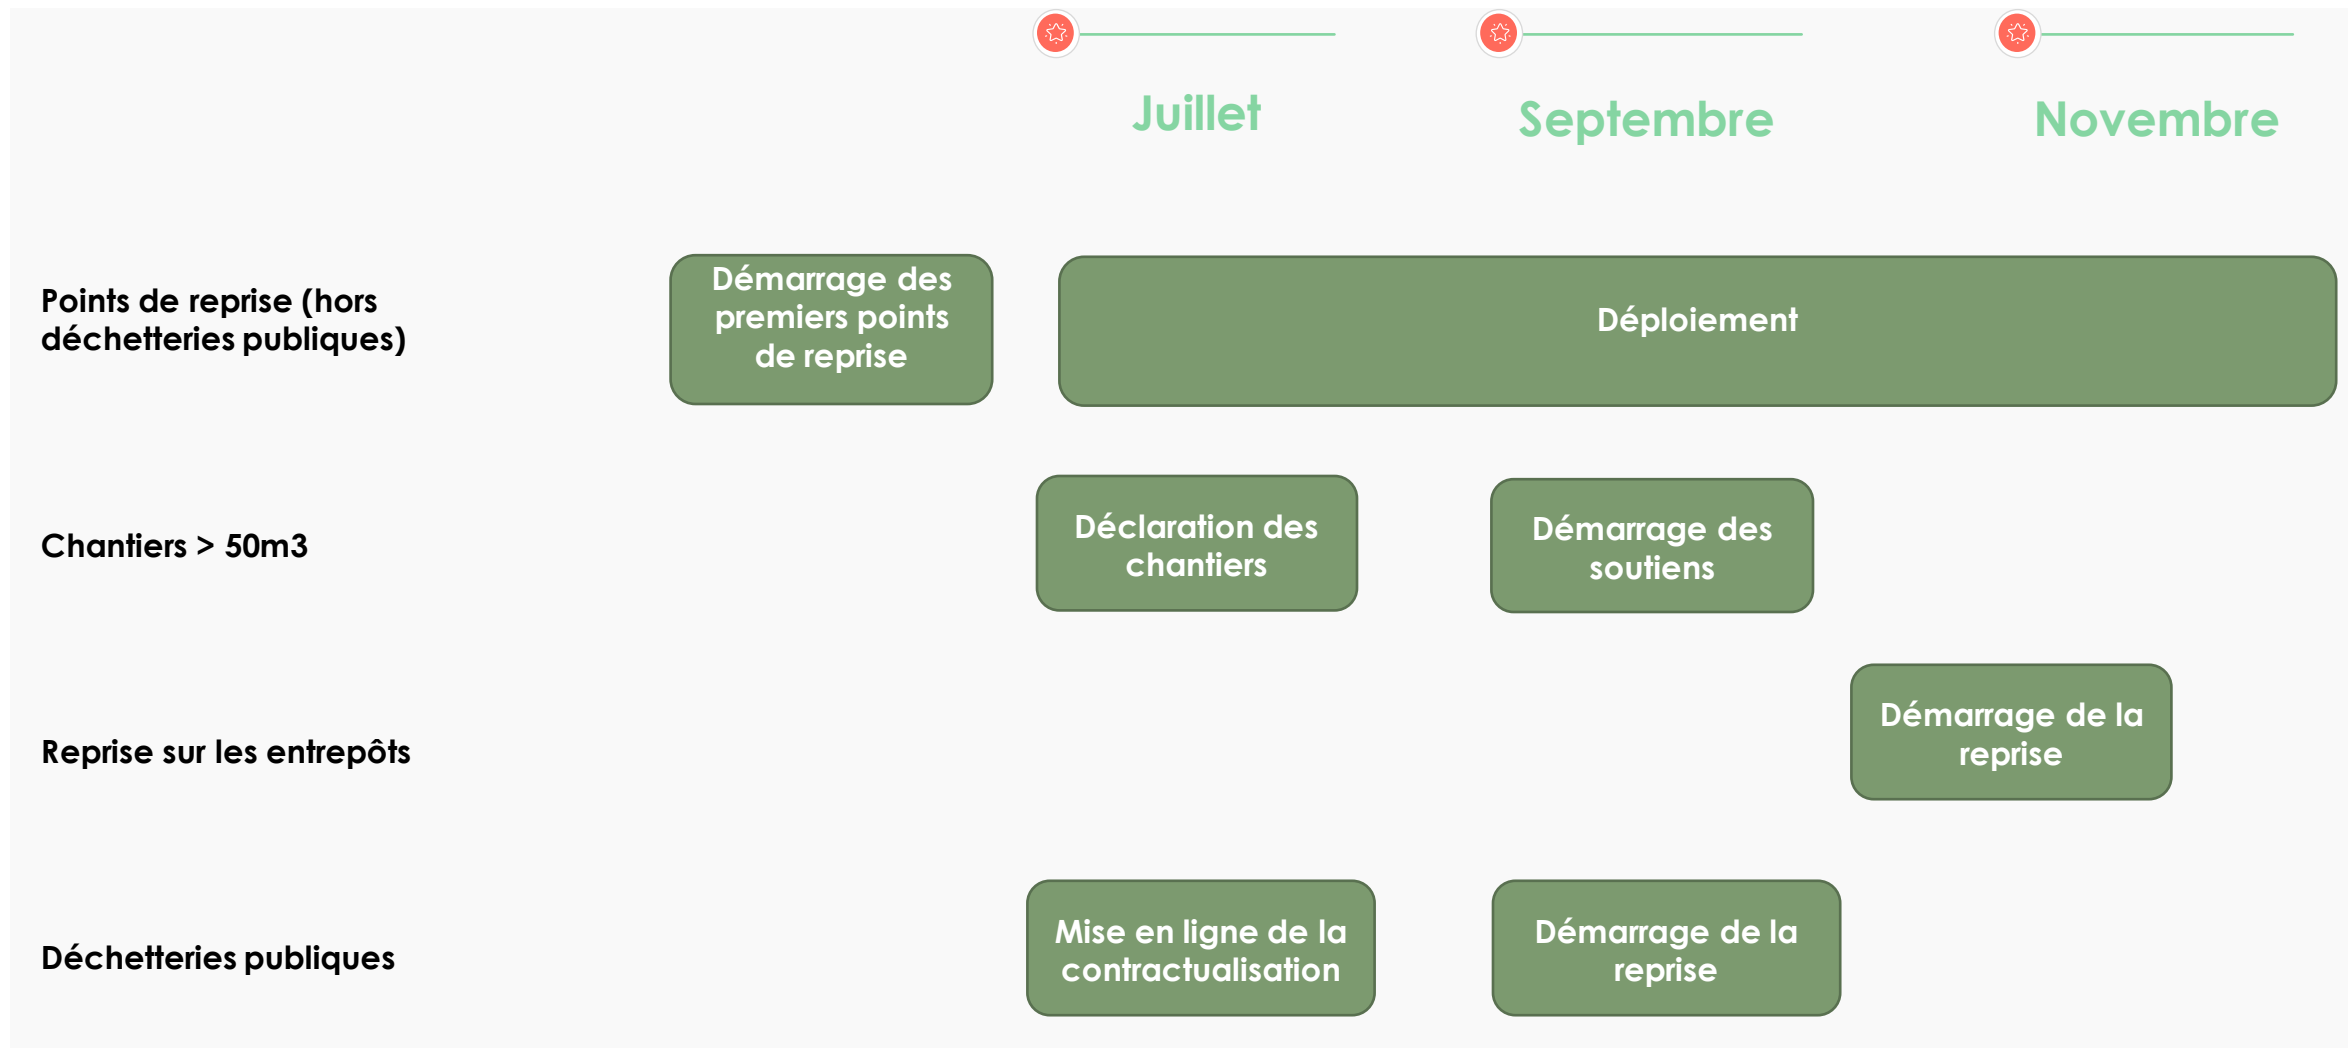 Juillet
Septembre
Novembre
Points de reprise (hors
déchetteries publiques)
Démarrage des
premiers points
de reprise
Déploiement
Chantiers > 50m3
Déclaration des
chantiers
Démarrage des
soutiens
Reprise sur les entrepôts
Démarrage de la
reprise
Déchetteries publiques
Mise en ligne de la
contractualisation
Démarrage de la
reprise